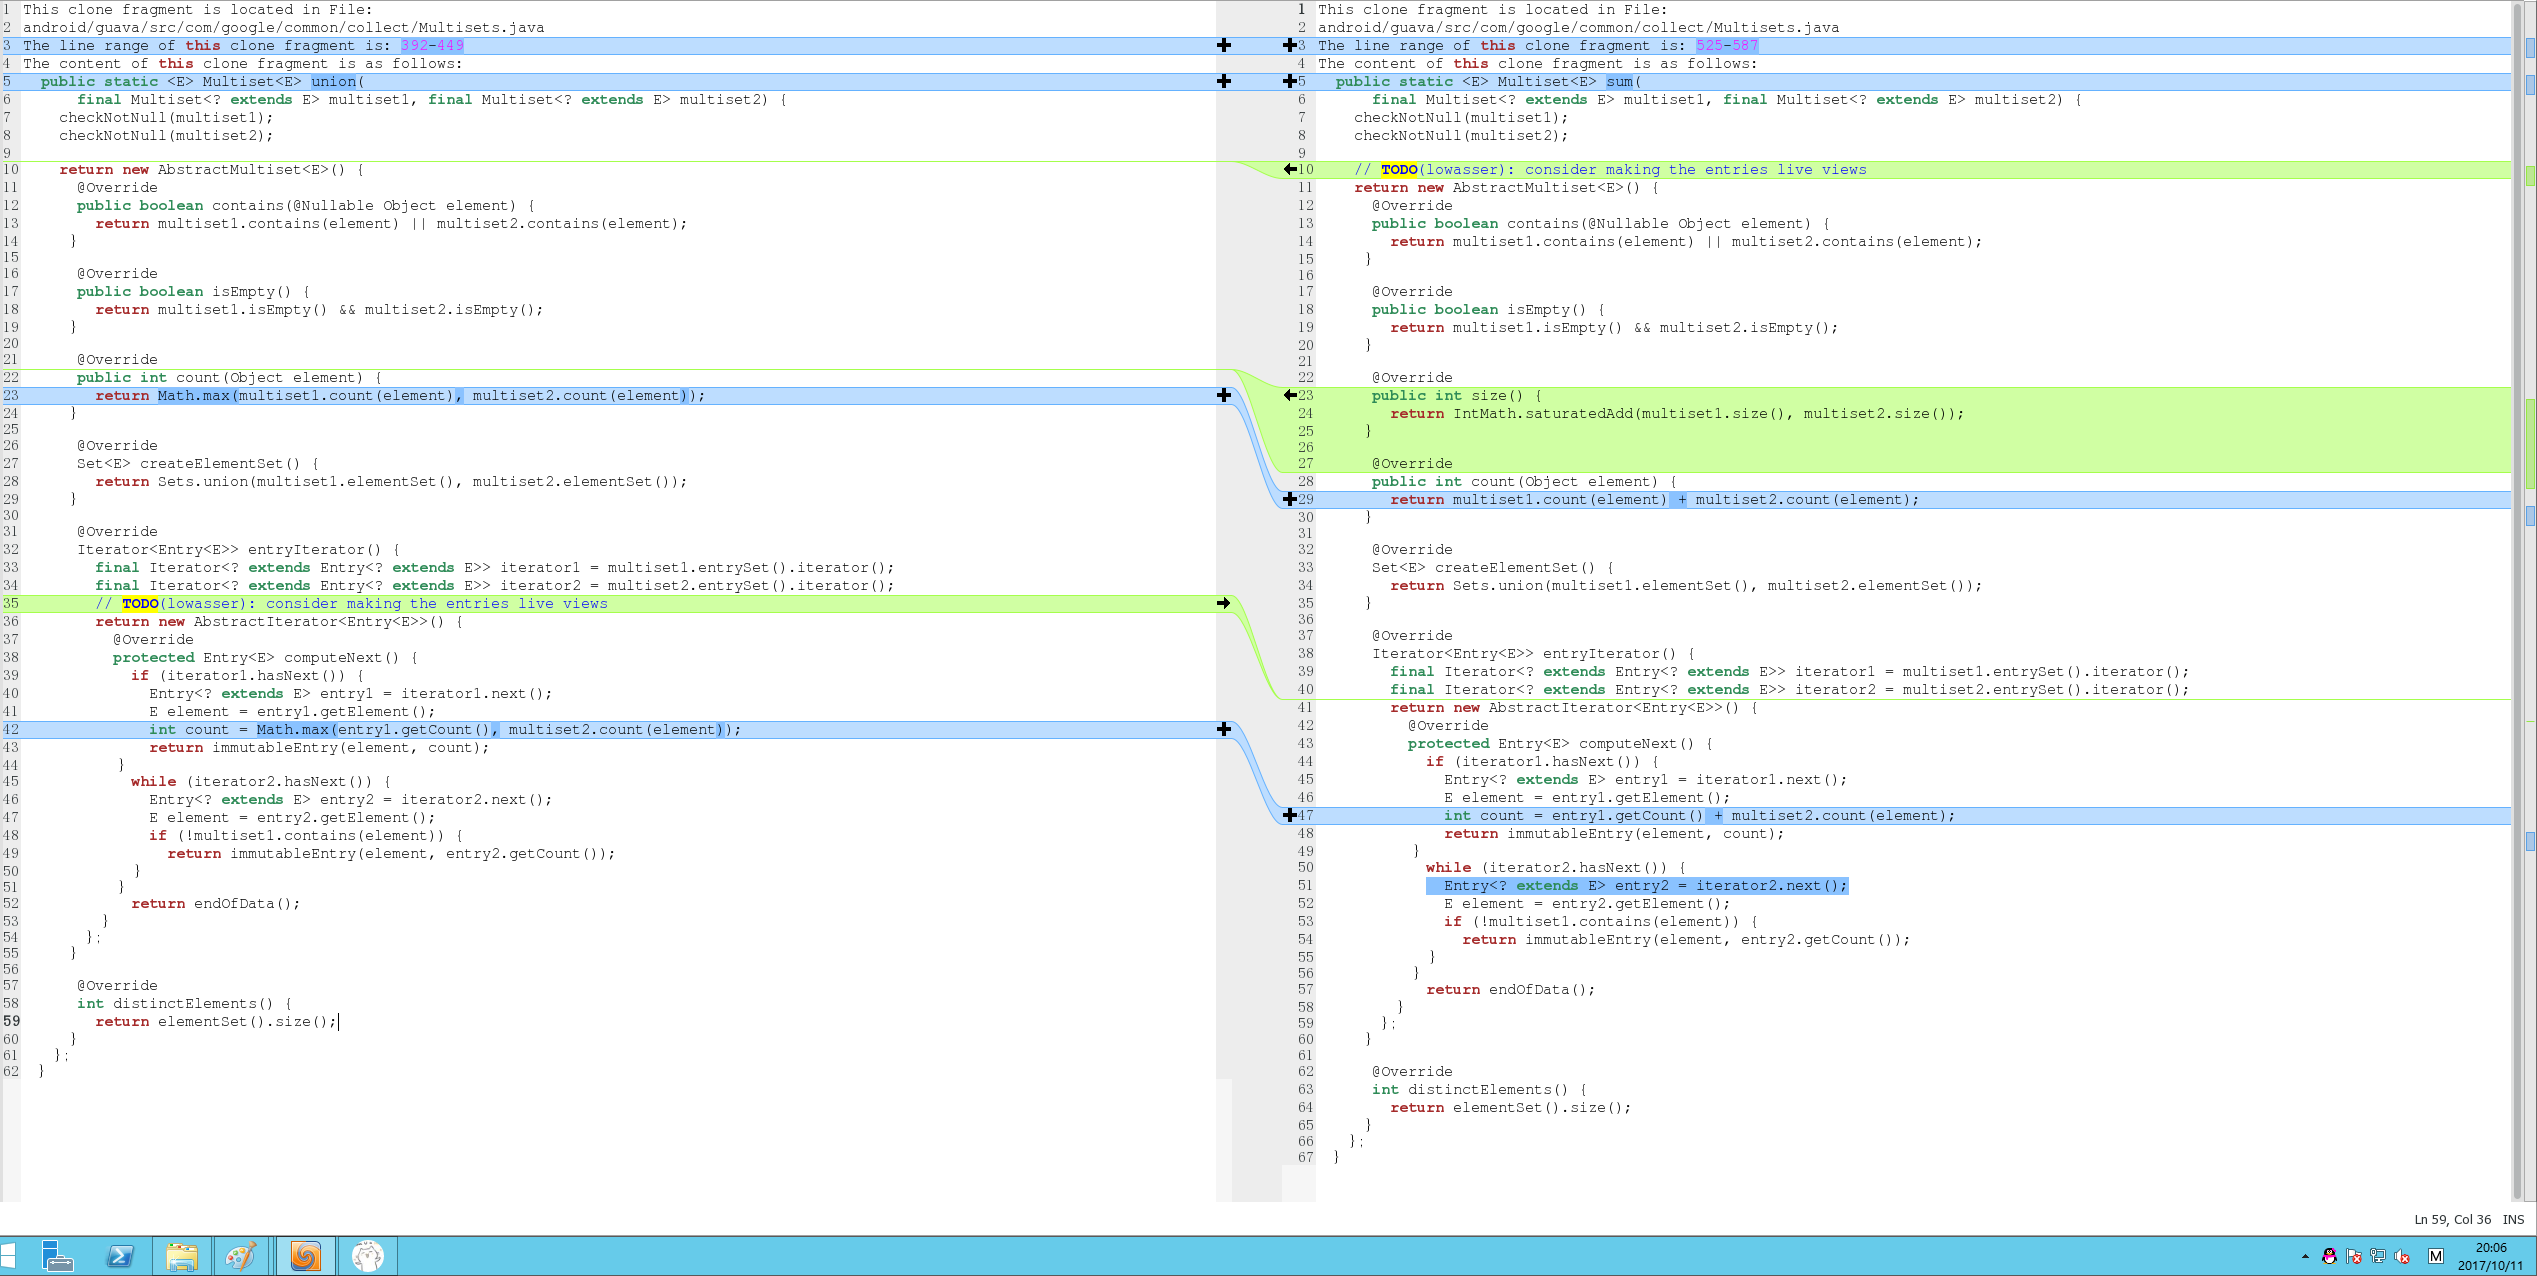 1 This clone fragment is located in File:
2 android/guava/src/com/google/common/collect/Multisets.java
3 The line range of this clone fragment is: 392-449
4 The content of this clone fragment is as follows:
5 public static <E> Multiset<E> union(
6 final Multiset<? extends E> multiset1, final Multiset<? extends E> multiset2) {
7 checkNotNull(multiset1);
8 checkNotNull(multiset2);
9
10 return new AbstractMultiset<E>() {
11 @Override
12 public boolean contains(@Nullable Object element) {
13 return multiset1.contains(element) || multiset2.contains(element);
14 }
15
16 @Override
17 public boolean isEmpty() {
18 return multiset1.isEmpty() && multiset2.isEmpty();
19 }
20
21 @Override
22 public int count(Object element) {
23 return Math.max(multiset1.count(element), multiset2.count(element));
24 }
25
26 @Override
27 Set<E> createElementSet() {
28 return Sets.union(multiset1.elementSet(), multiset2.elementSet());
29 }
30
31 @Override
32 Iterator<Entry<E>> entryIterator() {
33 final Iterator<? extends Entry<? extends E>> iterator1 = multiset1.entrySet().iterator();
34 final Iterator<? extends Entry<? extends E>> iterator2 = multiset2.entrySet().iterator();
35 // TODO(lowasser): consider making the entries live views
36 return new AbstractIterator<Entry<E>>() {
37 @Override
38 protected Entry<E> computeNext() {
39 if (iterator1.hasNext()) {
40 Entry<? extends E> entry1 = iterator1.next();
41 E element = entry1.getElement();
42 int count = Math.max(entry1.getCount(), multiset2.count(element));
43 return immutableEntry(element, count);
44 }
45 while (iterator2.hasNext()) {
46 Entry<? extends E> entry2 = iterator2.next();
47 E element = entry2.getElement();
48 if (!multiset1.contains(element)) {
49 return immutableEntry(element, entry2.getCount());
50 }
51 }
52 return endOfData();
53 }
54 };
55 }
56
57 @Override
58 int distinctElements() {
59 return elementSet().size();
60 }
61 };
62 }
1 This clone fragment is located in File:
2 android/guava/src/com/google/common/collect/Multisets.java
3 The line range of this clone fragment is: 525-587
4 The content of this clone fragment is as follows:
5 public static <E> Multiset<E> sum(
6 final Multiset<? extends E> multiset1, final Multiset<? extends E> multiset2) {
7 checkNotNull(multiset1);
8 checkNotNull(multiset2);
9
10 // TODO(lowasser): consider making the entries live views
11 return new AbstractMultiset<E>() {
12 @Override
13 public boolean contains(@Nullable Object element) {
14 return multiset1.contains(element) || multiset2.contains(element);
15 }
16
17 @Override
18 public boolean isEmpty() {
19 return multiset1.isEmpty() && multiset2.isEmpty();
20 }
21
22 @Override
23 public int size() {
24 return IntMath.saturatedAdd(multiset1.size(), multiset2.size());
25 }
26
27 @Override
28 public int count(Object element) {
29 return multiset1.count(element) + multiset2.count(element);
30 }
31
32 @Override
33 Set<E> createElementSet() {
34 return Sets.union(multiset1.elementSet(), multiset2.elementSet());
35 }
36
37 @Override
38 Iterator<Entry<E>> entryIterator() {
39 final Iterator<? extends Entry<? extends E>> iterator1 = multiset1.entrySet().iterator();
40 final Iterator<? extends Entry<? extends E>> iterator2 = multiset2.entrySet().iterator();
41 return new AbstractIterator<Entry<E>>() {
42 @Override
43 protected Entry<E> computeNext() {
44 if (iterator1.hasNext()) {
45 Entry<? extends E> entry1 = iterator1.next();
46 E element = entry1.getElement();
47 int count = entry1.getCount() + multiset2.count(element);
48 return immutableEntry(element, count);
49 }
50 while (iterator2.hasNext()) {
51 Entry<? extends E> entry2 = iterator2.next();
52 E element = entry2.getElement();
53 if (!multiset1.contains(element)) {
54 return immutableEntry(element, entry2.getCount());
55 }
56 }
57 return endOfData();
58 }
59 };
60 }
61
62 @Override
63 int distinctElements() {
64 return elementSet().size();
65 }
66 };
67 }
Ln 59, Col 36 INS
M
20:06
2017/10/11